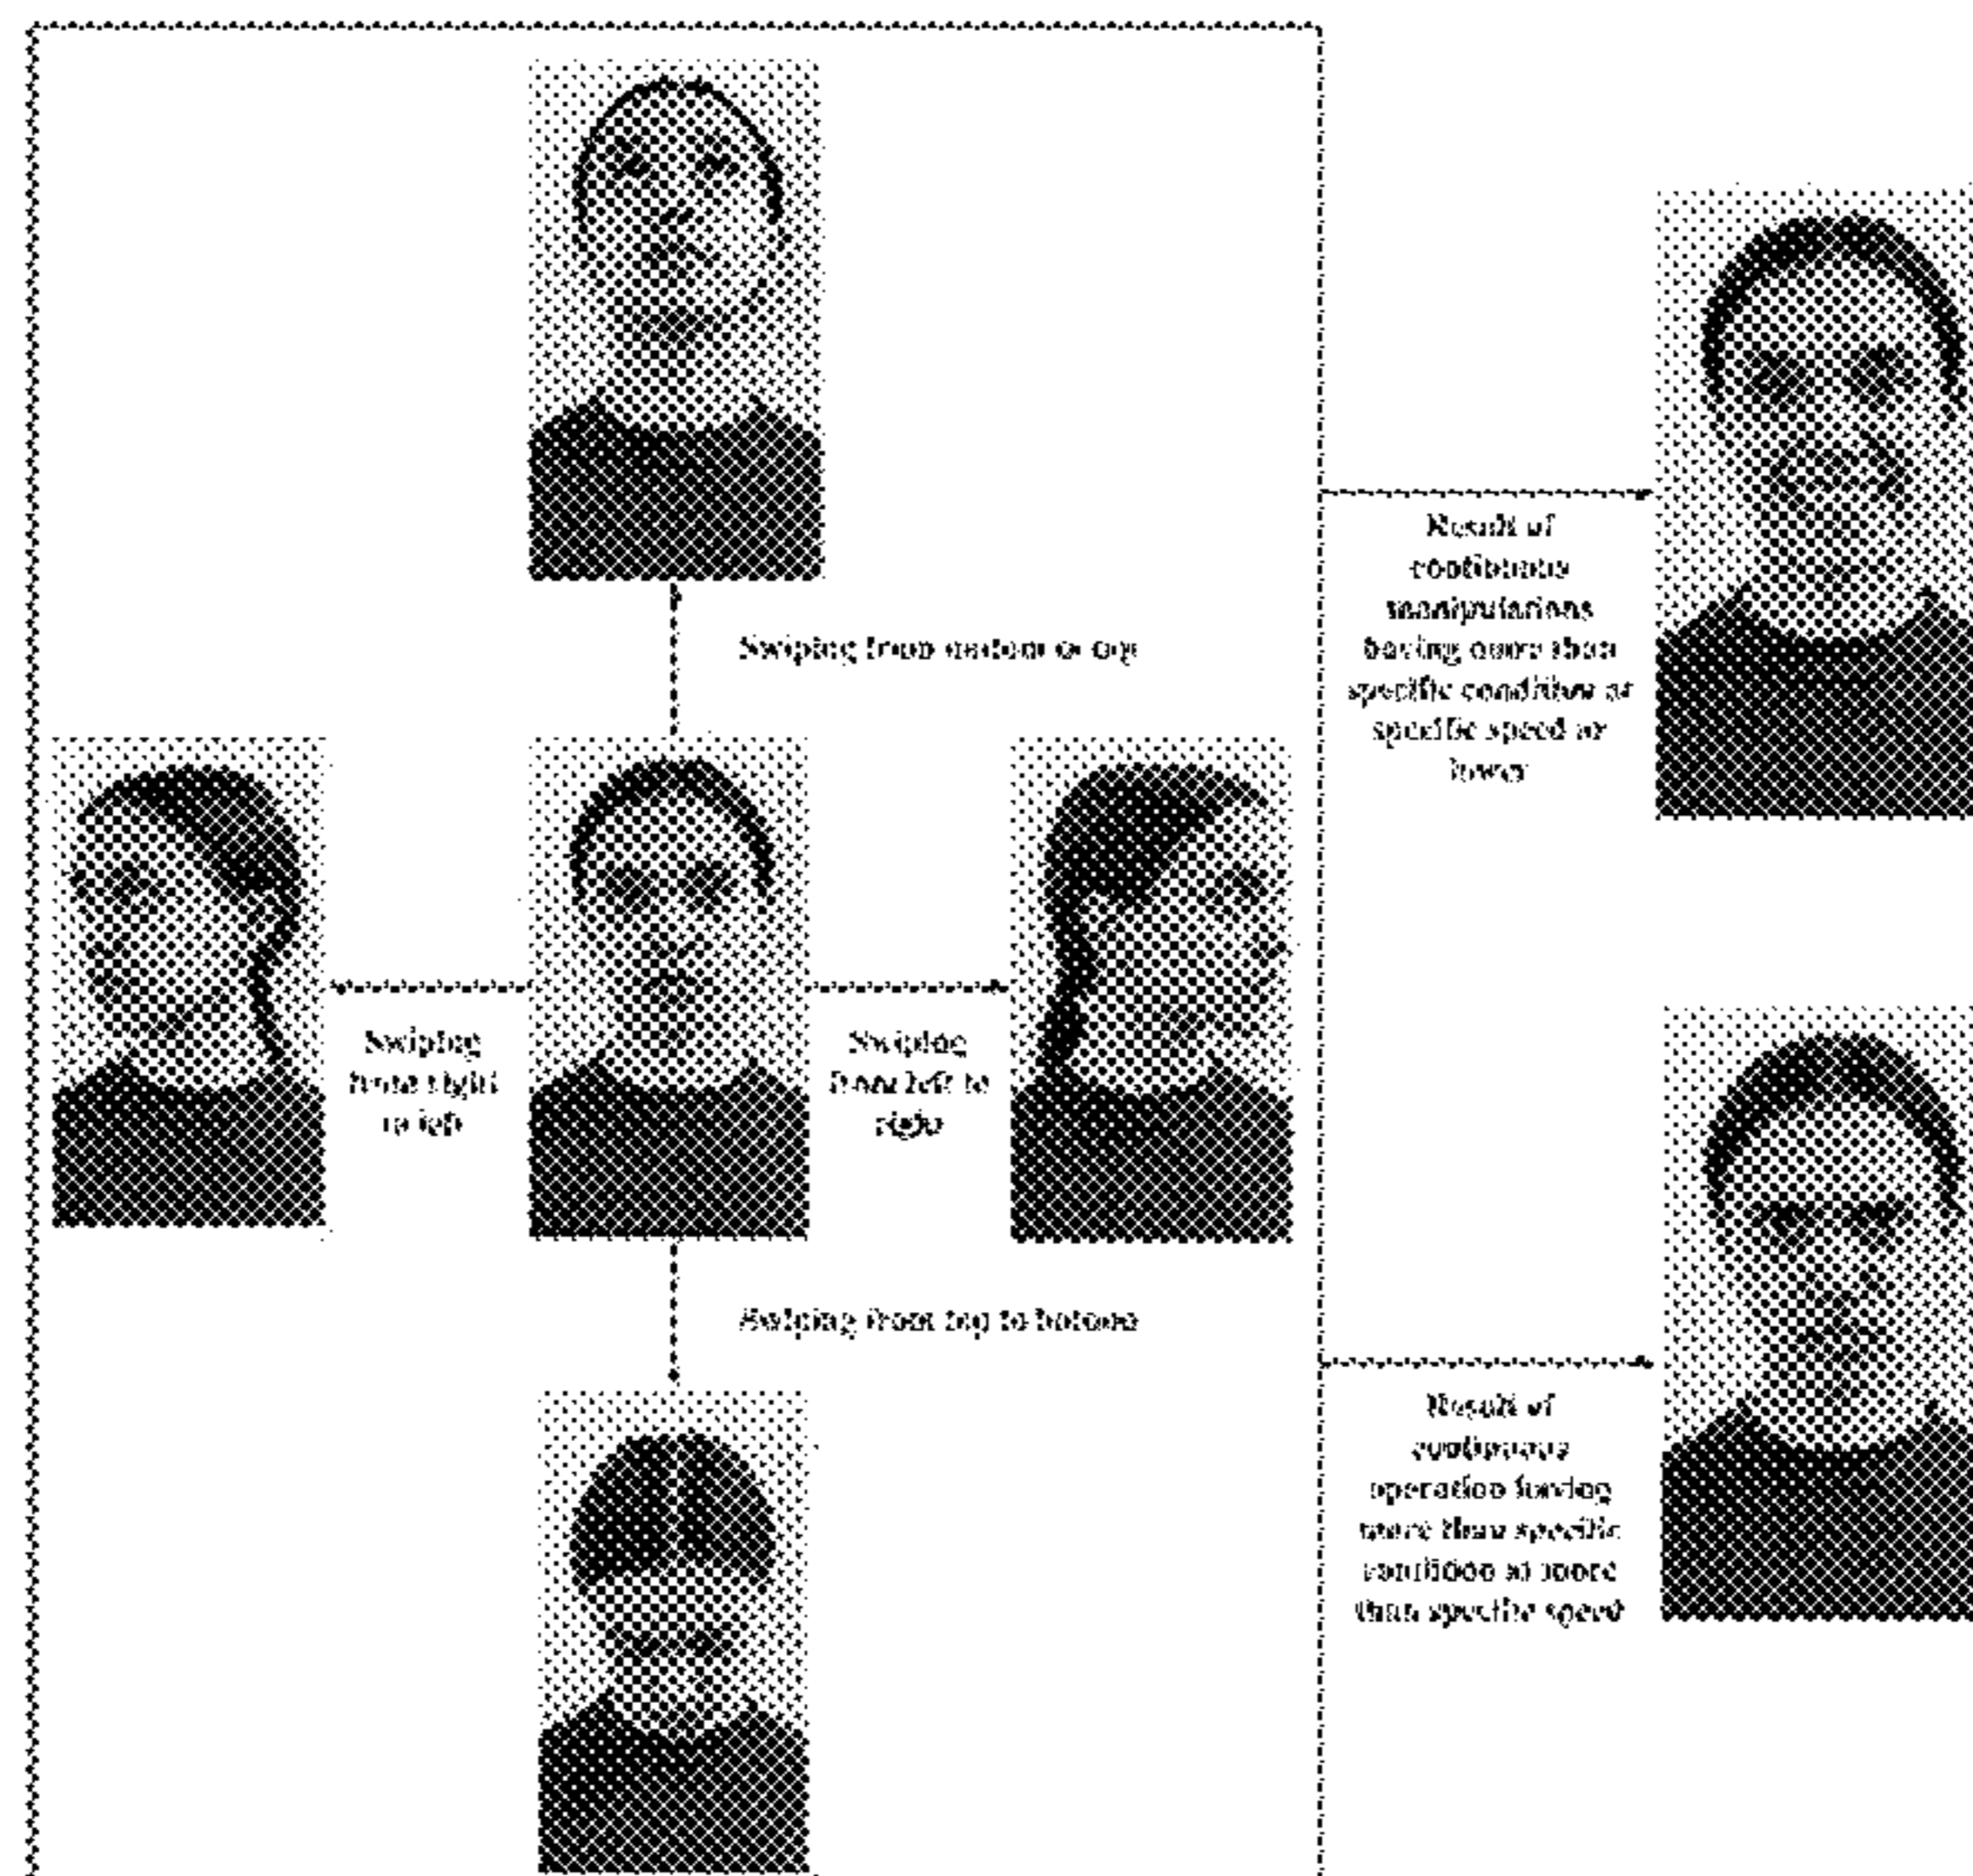 Swiping from bottom to top
Result of
continuous
manipulations
having more than
specific condition at
specific speed or
lower
Swiping
from right
to left
Swiping
from left to
right
Swiping from top to bottom
Result of
continuous
operation having
more than specific
condition at more
than specific speed